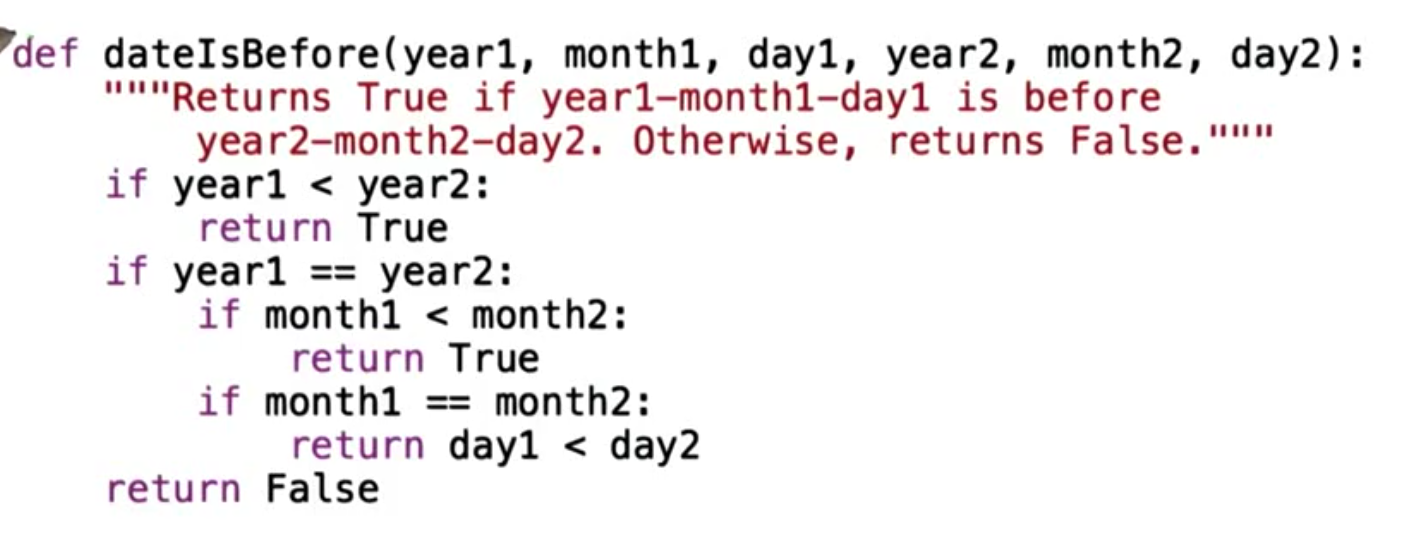 def dateIsBefore(year1, month1, day1, year2, month2, day2):
    """Returns True if year1-month1-day1 is before
        year2-month2-day2. Otherwise, returns False."""
    if year1 < year2:
        return True
    if year1 == year2:
        if month1 < month2:
            return True
        if month1 == month2:
            return day1 < day2
    return False